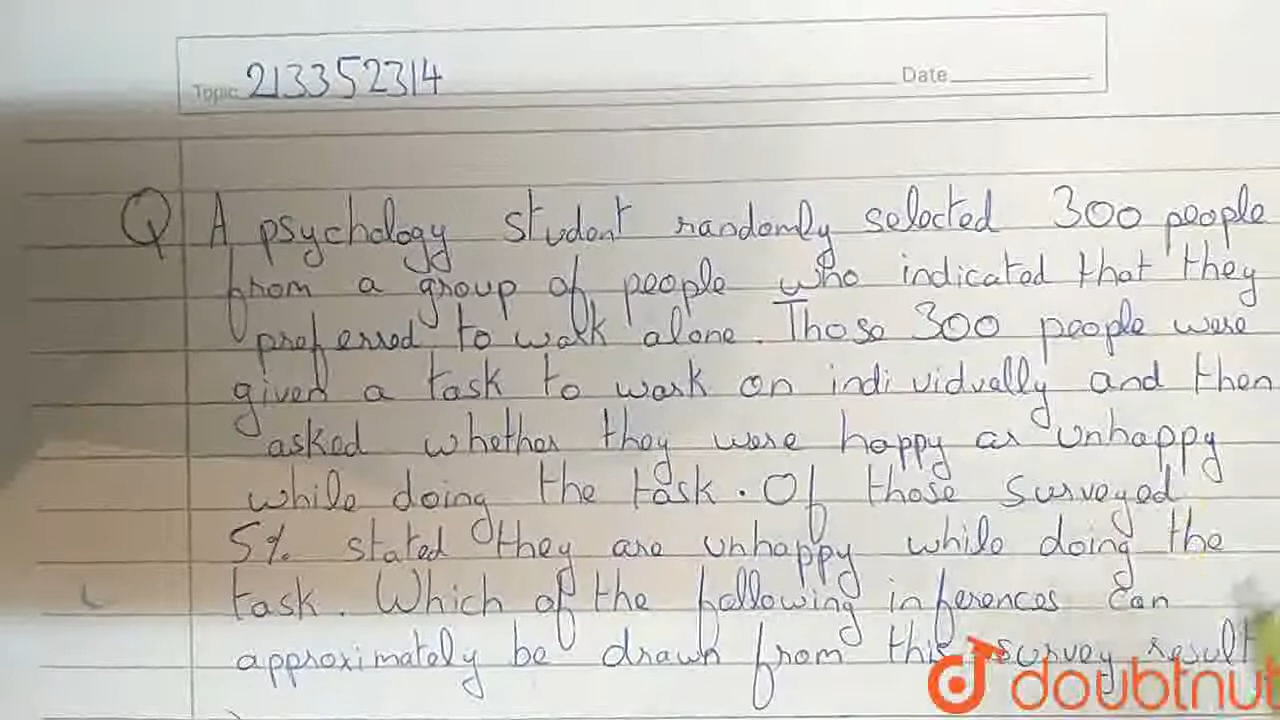 Topic 213352314 Date
Q A psychology student randomly selected 300 people
from a group of people who indicated that they
preferred to work alone. Those 300 people were
given a task to work on individually and then
asked whether they were happy or unhappy
while doing the task. Of those surveyed
5% stated they are unhappy while doing the
task. Which of the following inferences can
approximately be drawn from this survey result
doubtnut